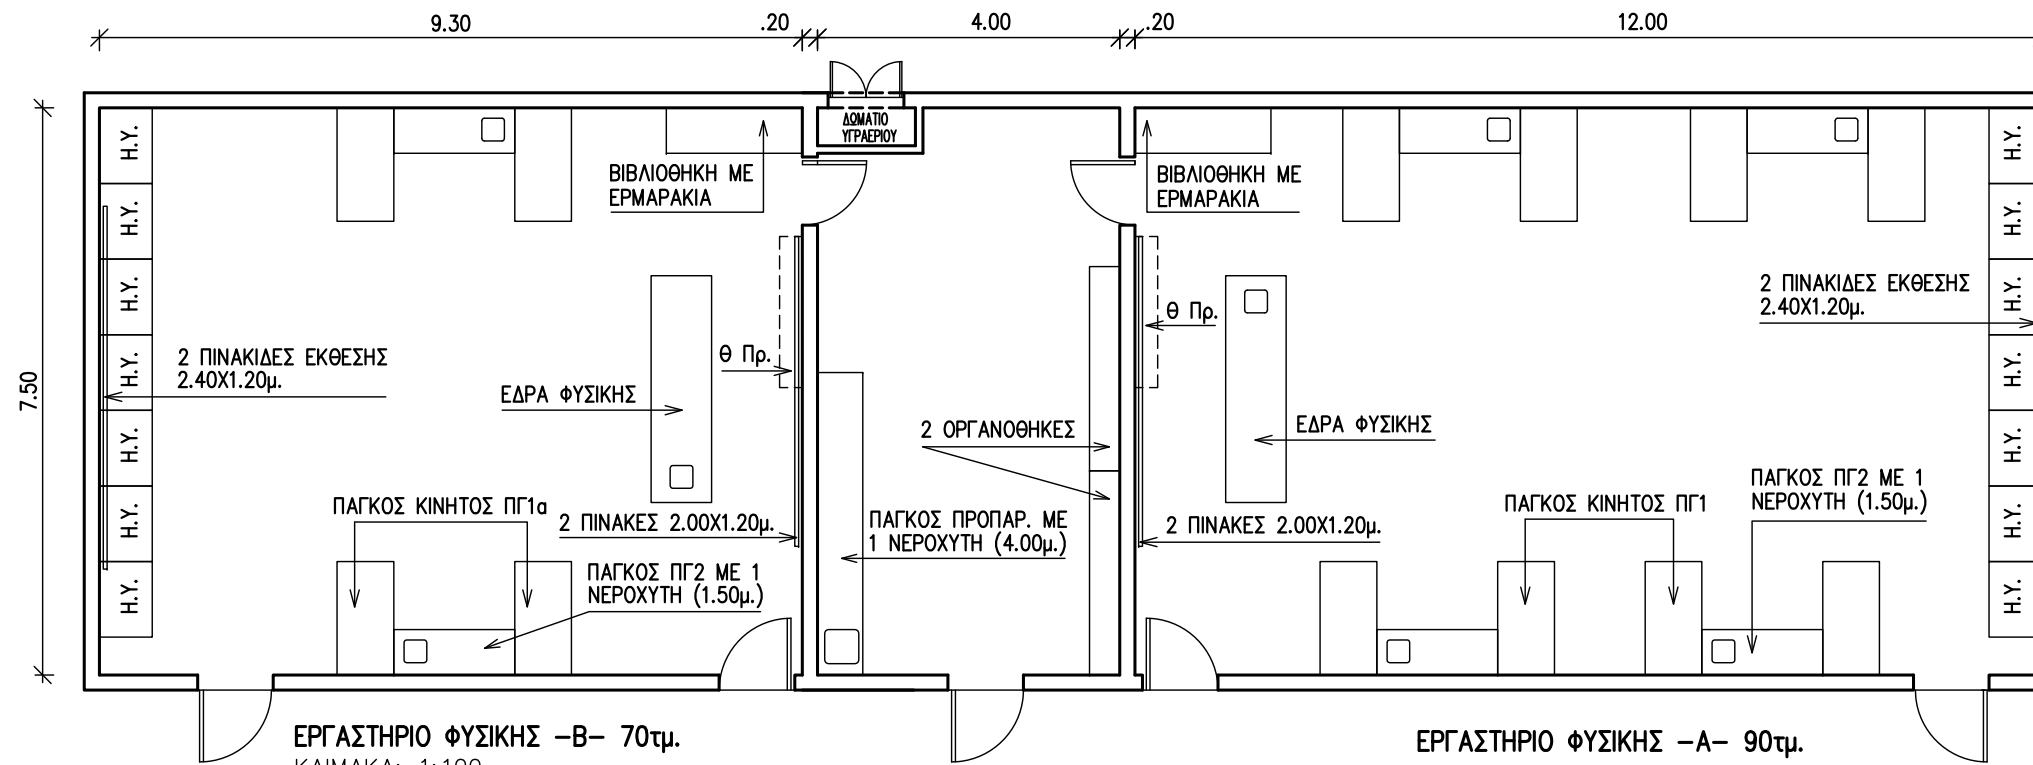 9.30
.20
4.00
.20
12.00
7.50
Η.Υ.
Η.Υ.
Η.Υ.
Η.Υ.
Η.Υ.
Η.Υ.
Η.Υ.
ΒΙΒΛΙΟΘΗΚΗ ΜΕ
ΕΡΜΑΡΑΚΙΑ
2 ΠΙΝΑΚΙΔΕΣ ΕΚΘΕΣΗΣ
2.40Χ1.20μ.
Θ Πρ.
ΕΔΡΑ ΦΥΣΙΚΗΣ
ΠΑΓΚΟΣ ΚΙΝΗΤΟΣ ΠΓ1α
2 ΠΙΝΑΚΕΣ 2.00Χ1.20μ.
ΠΑΓΚΟΣ ΠΓ2 ΜΕ 1
ΝΕΡΟΧΥΤΗ (1.50μ.)
ΔΩΜΑΤΙΟ
ΥΓΡΑΕΡΙΟΥ
2 ΟΡΓΑΝΟΘΗΚΕΣ
ΠΑΓΚΟΣ ΠΡΟΠΑΡ. ΜΕ
1 ΝΕΡΟΧΥΤΗ (4.00μ.)
ΒΙΒΛΙΟΘΗΚΗ ΜΕ
ΕΡΜΑΡΑΚΙΑ
Θ Πρ.
2 ΠΙΝΑΚΙΔΕΣ ΕΚΘΕΣΗΣ
2.40Χ1.20μ.
ΕΔΡΑ ΦΥΣΙΚΗΣ
ΠΑΓΚΟΣ ΚΙΝΗΤΟΣ ΠΓ1
ΠΑΓΚΟΣ ΠΓ2 ΜΕ 1
ΝΕΡΟΧΥΤΗ (1.50μ.)
2 ΠΙΝΑΚΕΣ 2.00Χ1.20μ.
Η.Υ.
Η.Υ.
Η.Υ.
Η.Υ.
Η.Υ.
Η.Υ.
Η.Υ.
ΕΡΓΑΣΤΗΡΙΟ ΦΥΣΙΚΗΣ –Β– 70τμ.
ΚΛΙΜΑΚΑ: 1:100
ΕΡΓΑΣΤΗΡΙΟ ΦΥΣΙΚΗΣ –Α– 90τμ.